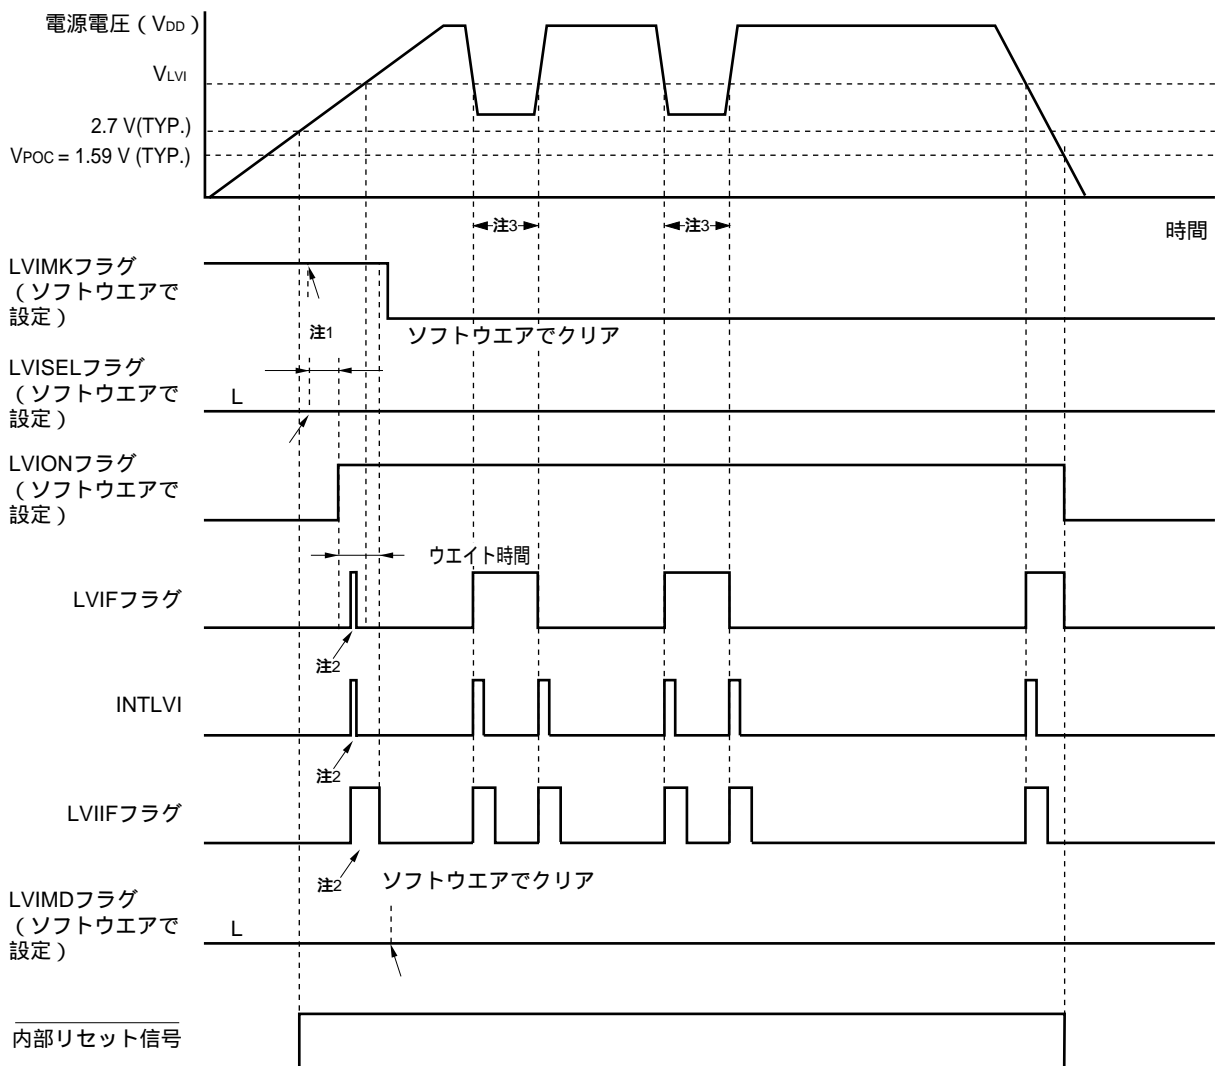 電源電圧（VDD）
VLVI
2.7 V(TYP.)
VPOC = 1.59 V (TYP.)
注3
注3
時間
LVIMKフラグ
（ソフトウエアで
設定）
注1
ソフトウエアでクリア
LVISELフラグ
（ソフトウエアで
設定）
L
LVIONフラグ
（ソフトウエアで
設定）
ウエイト時間
LVIFフラグ
注2
INTLVI
注2
LVIIFフラグ
注2
ソフトウエアでクリア
LVIMDフラグ
（ソフトウエアで
設定）
L
内部リセット信号